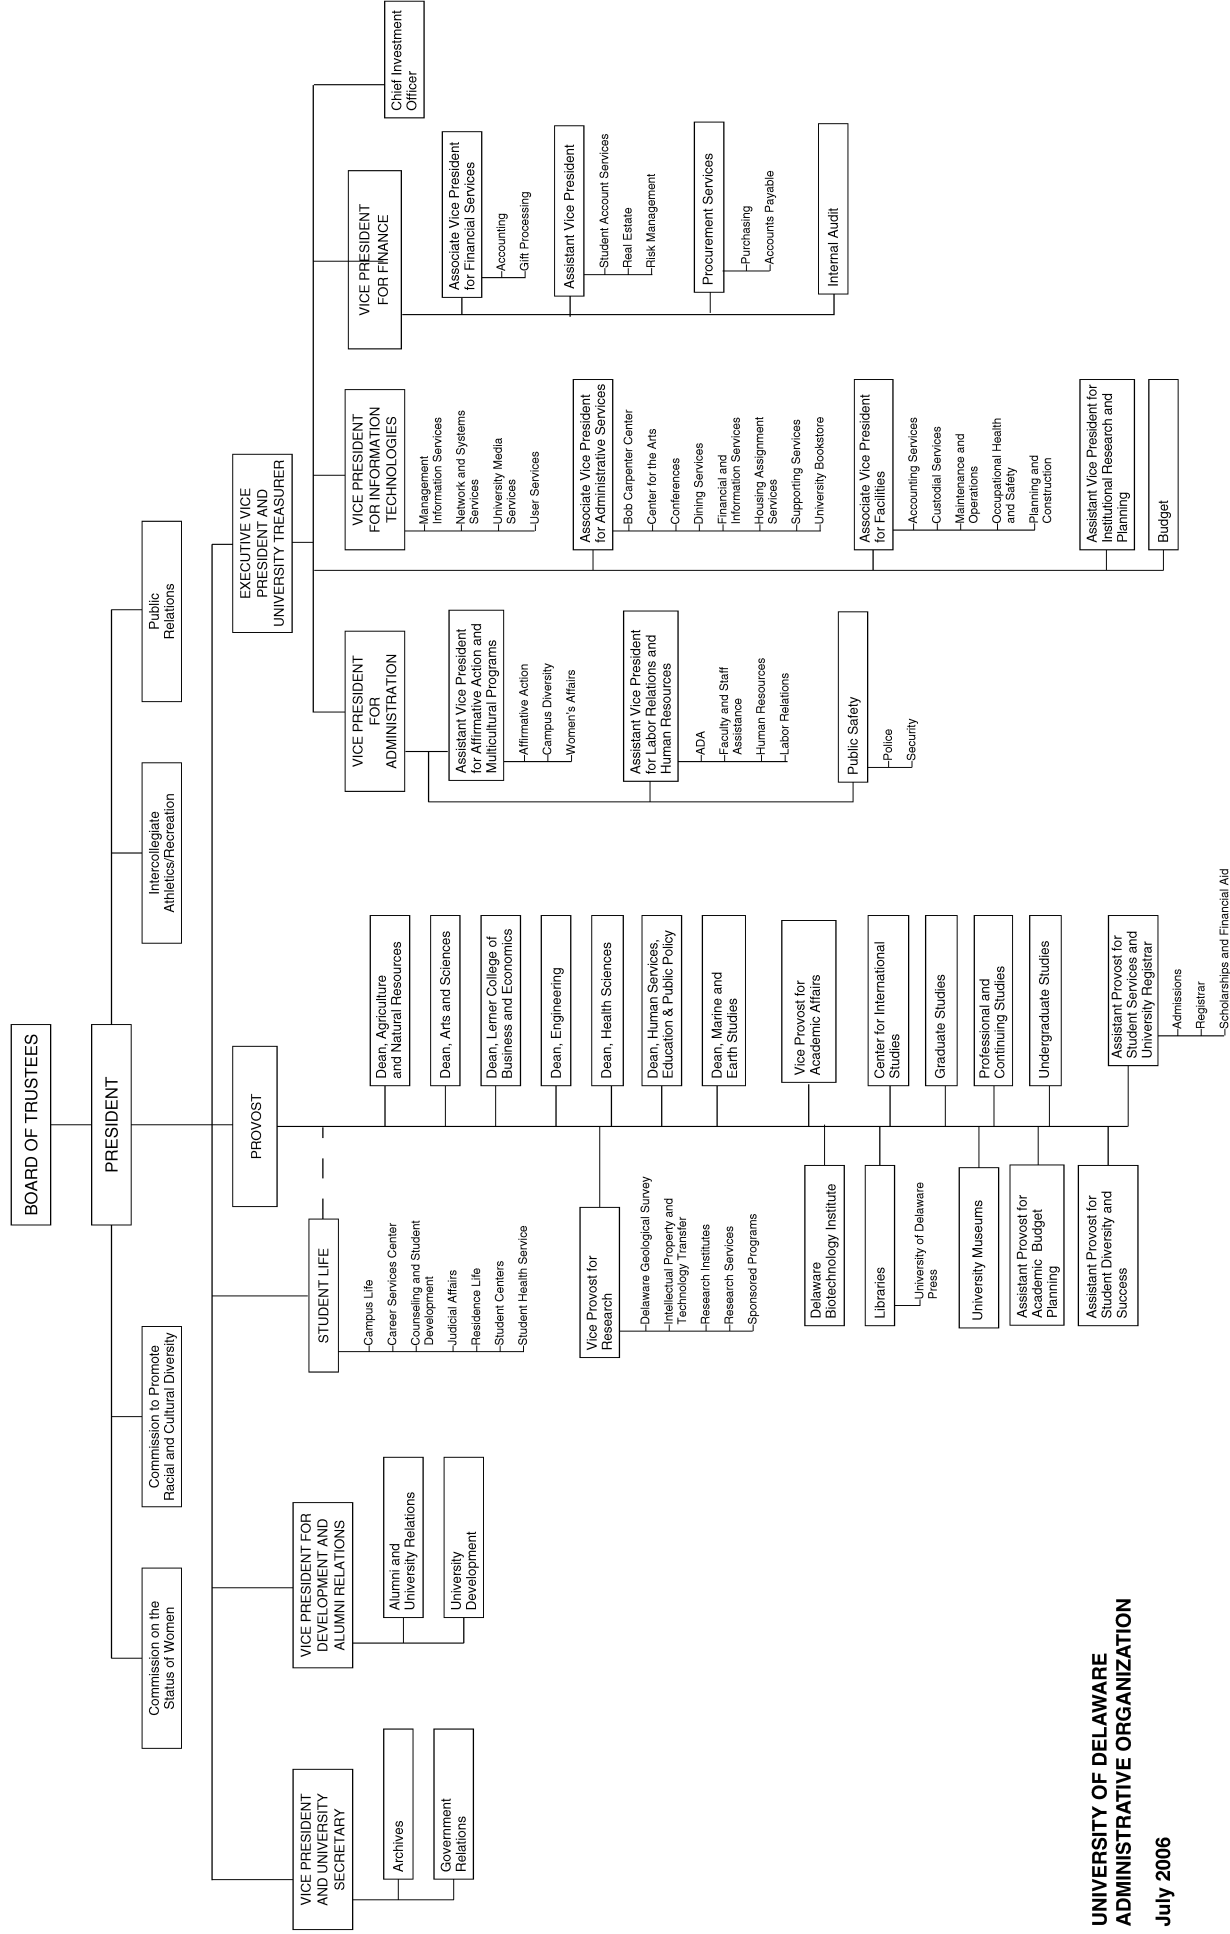 BOARD OF TRUSTEES
PRESIDENT
Commission on the
Status of Women
Commission to Promote
Racial and Cultural Diversity
Intercollegiate
Athletics/Recreation
Public
Relations
VICE PRESIDENT
AND UNIVERSITY
SECRETARY
Archives
Government
Relations
VICE PRESIDENT FOR
DEVELOPMENT AND
ALUMNI RELATIONS
Alumni and
University Relations
University
Development
STUDENT LIFE
Campus Life
Career Services Center
Counseling and Student
Development
Judicial Affairs
Residence Life
Student Centers
Student Health Service
PROVOST
Dean, Agriculture
and Natural Resources
Dean, Arts and Sciences
Dean, Lerner College of
Business and Economics
Dean, Engineering
Dean, Health Sciences
Dean, Human Services,
Education & Public Policy
Dean, Marine and
Earth Studies
Vice Provost for
Research
Delaware Geological Survey
Intellectual Property and
Technology Transfer
Research Institutes
Research Services
Sponsored Programs
Vice Provost for
Academic Affairs
Delaware
Biotechnology Institute
Center for International
Studies
Libraries
University of Delaware
Press
Graduate Studies
University Museums
Professional and
Continuing Studies
Assistant Provost for
Academic Budget
Planning
Undergraduate Studies
Assistant Provost for
Student Diversity and
Success
Assistant Provost for
Student Services and
University Registrar
Admissions
Registrar
Scholarships and Financial Aid
EXECUTIVE VICE
PRESIDENT AND
UNIVERSITY TREASURER
VICE PRESIDENT
FOR
ADMINISTRATION
Assistant Vice President
for Affirmative Action and
Multicultural Programs
Affirmative Action
Campus Diversity
Women's Affairs
Assistant Vice President
for Labor Relations and
Human Resources
ADA
Faculty and Staff
Assistance
Human Resources
Labor Relations
Public Safety
Police
Security
VICE PRESIDENT
FOR INFORMATION
TECHNOLOGIES
Management
Information Services
Network and Systems
Services
University Media
Services
User Services
Associate Vice President
for Administrative Services
Bob Carpenter Center
Center for the Arts
Conferences
Dining Services
Financial and
Information Services
Housing Assignment
Services
Supporting Services
University Bookstore
Associate Vice President
for Facilities
Accounting Services
Custodial Services
Maintenance and
Operations
Occupational Health
and Safety
Planning and
Construction
Assistant Vice President for
Institutional Research and
Planning
Budget
VICE PRESIDENT
FOR FINANCE
Associate Vice President
for Financial Services
Accounting
Gift Processing
Assistant Vice President
Student Account Services
Real Estate
Risk Management
Procurement Services
Purchasing
Accounts Payable
Internal Audit
Chief Investment
Officer
UNIVERSITY OF DELAWARE
ADMINISTRATIVE ORGANIZATION
July 2006